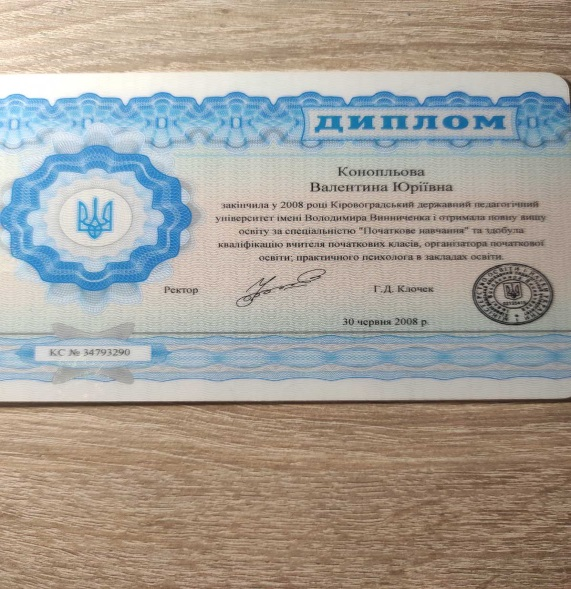 ДИПЛОМ
Конопльова
Валентина Юріївна
закінчила у 2008 році Кіровоградський державний педагогічний
університет імені Володимира Винниченка і отримала повну вищу
освіту за спеціальністю "Початкове навчання" та здобула
кваліфікацію вчителя початкових класів, організатора початкової
освіти; практичного психолога в закладах освіти.
Ректор Г.Д. Клочек
30 червня 2008 р.
КС № 34793290